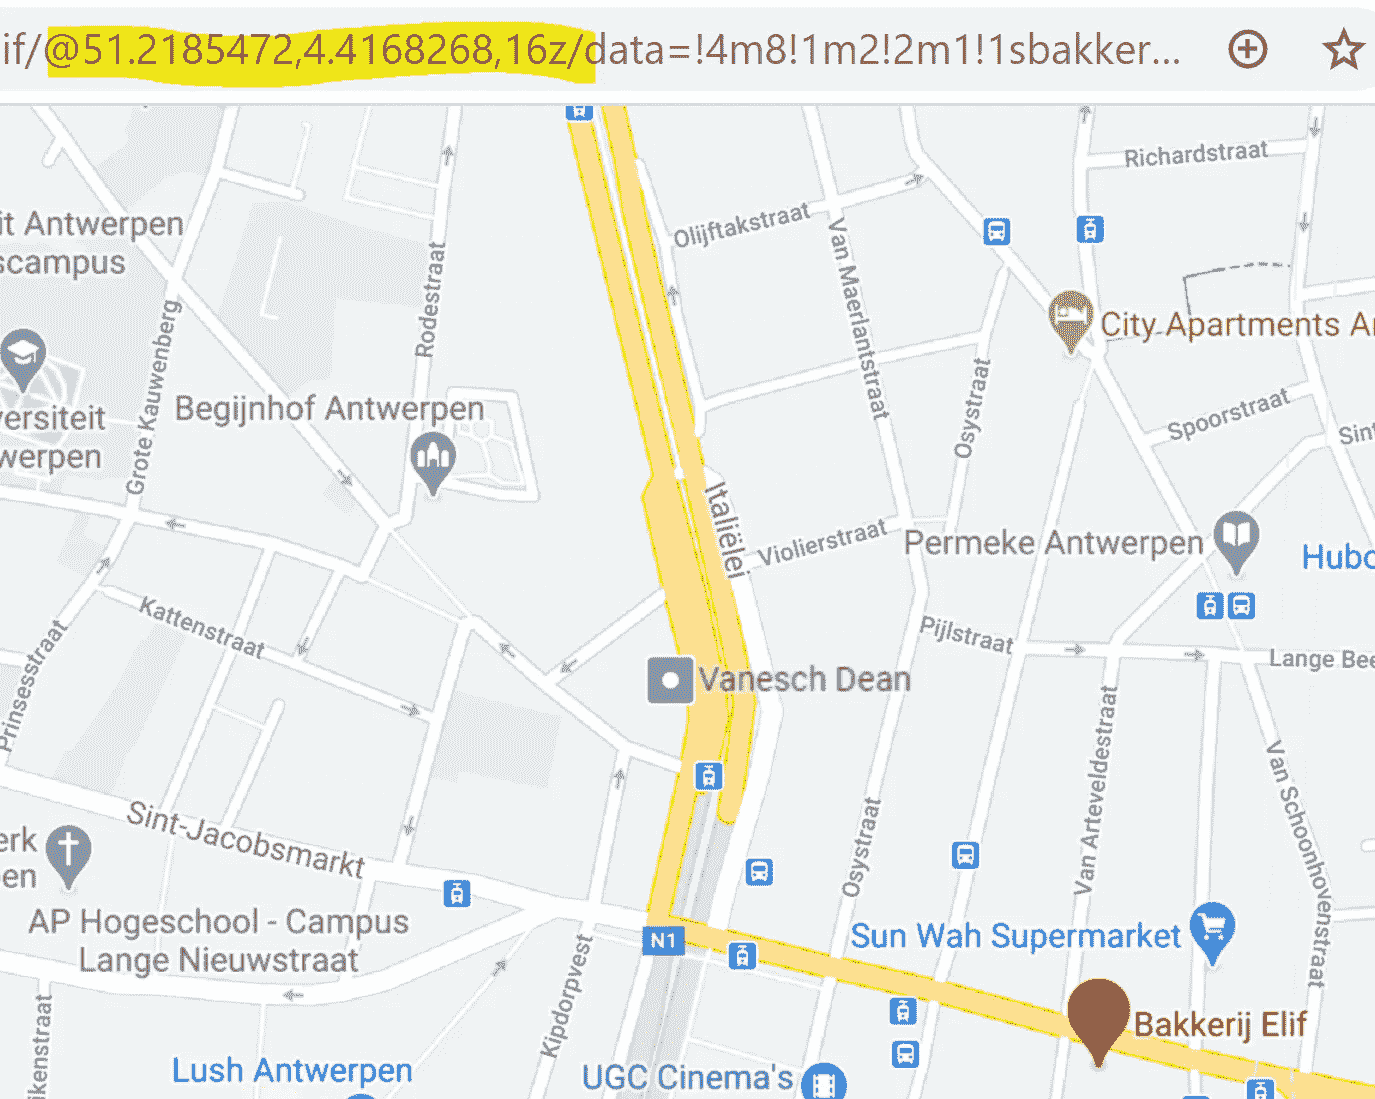 if/@51.2185472,4.4168268,16z/data=!4m8!1m2!2m1!1sbakker...
Richardstraat
it Antwerpen
scampus
Olijftakstraat
Van Maerlantstraat
Rodestraat
Grote Kauwenberg
City Apartments A
Osystraat
Begijnhof Antwerpen
versiteit
werpen
Spoorstraat
Sint
Italiëlei
Violierstraat
Permeke Antwerpen
Hubo
Kattenstraat
Prinsesstraat
Pijlstraat
Lange Bee
Vanesch Dean
Van Arteveldestraat
Van Schoonhovenstraat
Sint-Jacobsmarkt
Osystraat
erk
en
AP Hogeschool - Campus
Lange Nieuwstraat
N1
Sun Wah Supermarket
Kipdorpvest
Bakkerij Elif
ikenstraat
Lush Antwerpen
UGC Cinema's